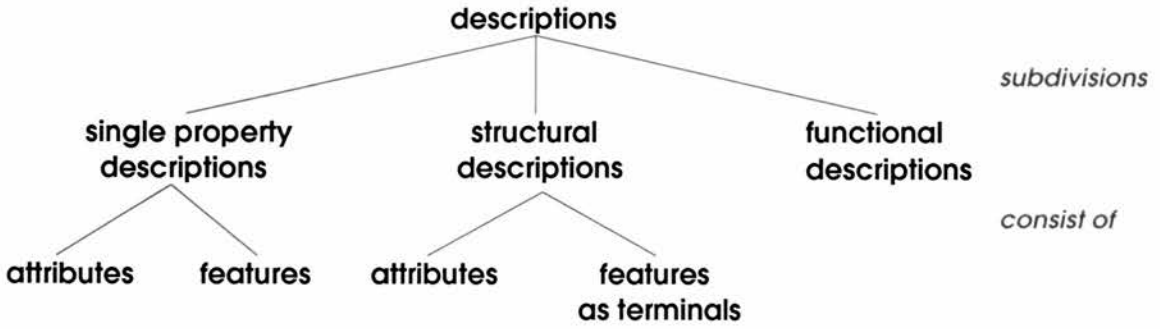 descriptions
subdivisions
single property
descriptions
structural
descriptions
functional
descriptions
consist of
attributes
features
attributes
features
as terminals